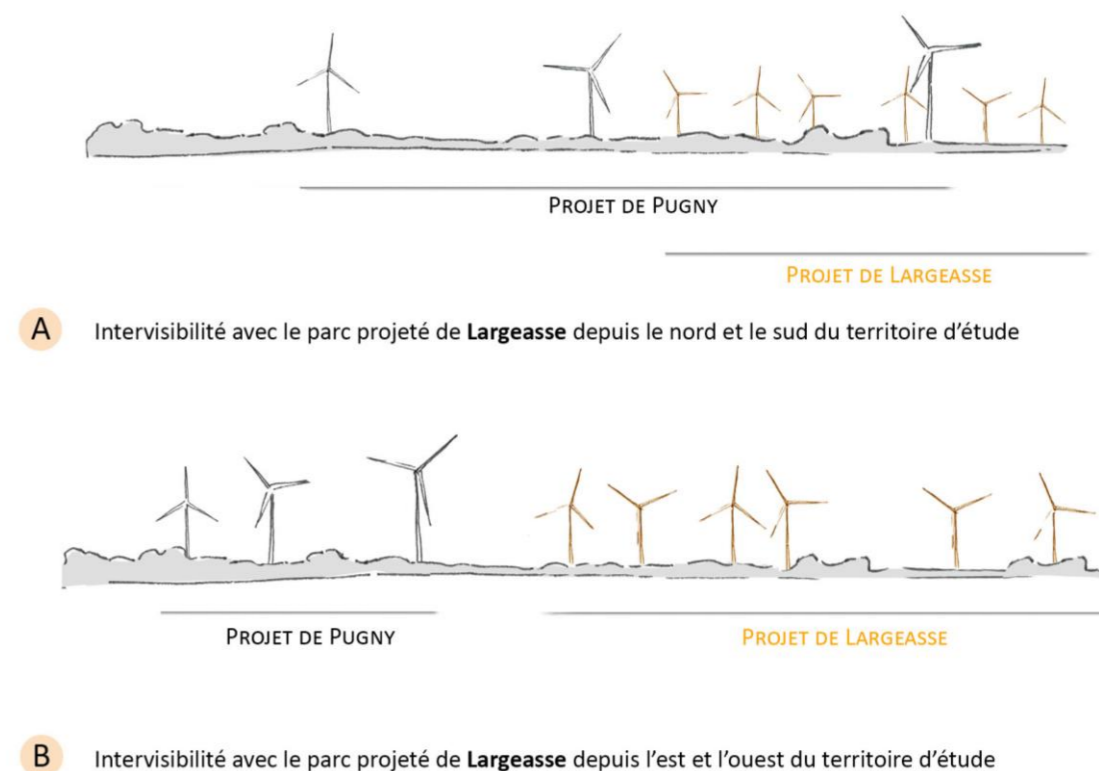 PROJET DE PUGNY
PROJET DE LARGEASSE
A Intervisibilité avec le parc projeté de Largeasse depuis le nord et le sud du territoire d’étude
PROJET DE PUGNY PROJET DE LARGEASSE
B Intervisibilité avec le parc projeté de Largeasse depuis l’est et l’ouest du territoire d’étude